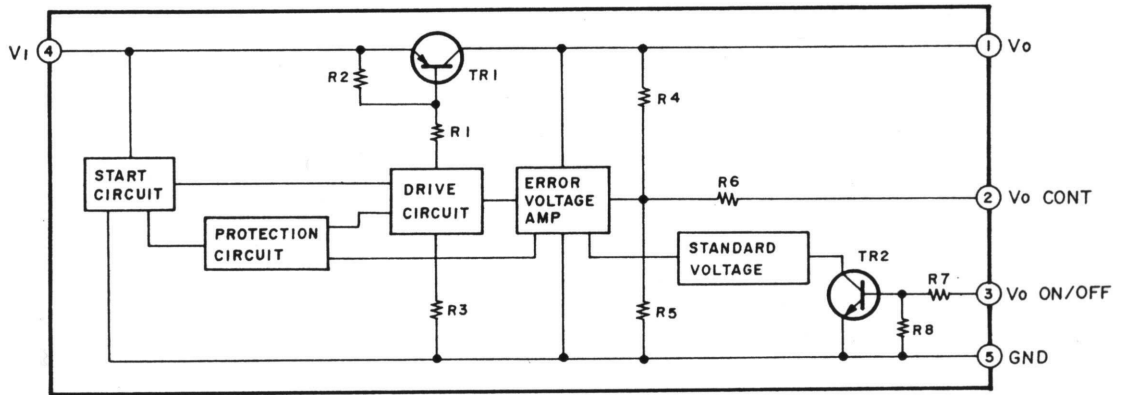 VI 4
R2
TR1
1 Vo
R4
R1
START
CIRCUIT
DRIVE
CIRCUIT
ERROR
VOLTAGE
AMP
R6
2 Vo CONT
PROTECTION
CIRCUIT
STANDARD
VOLTAGE
TR2
R7
3 Vo ON/OFF
R3
R5
R8
5 GND